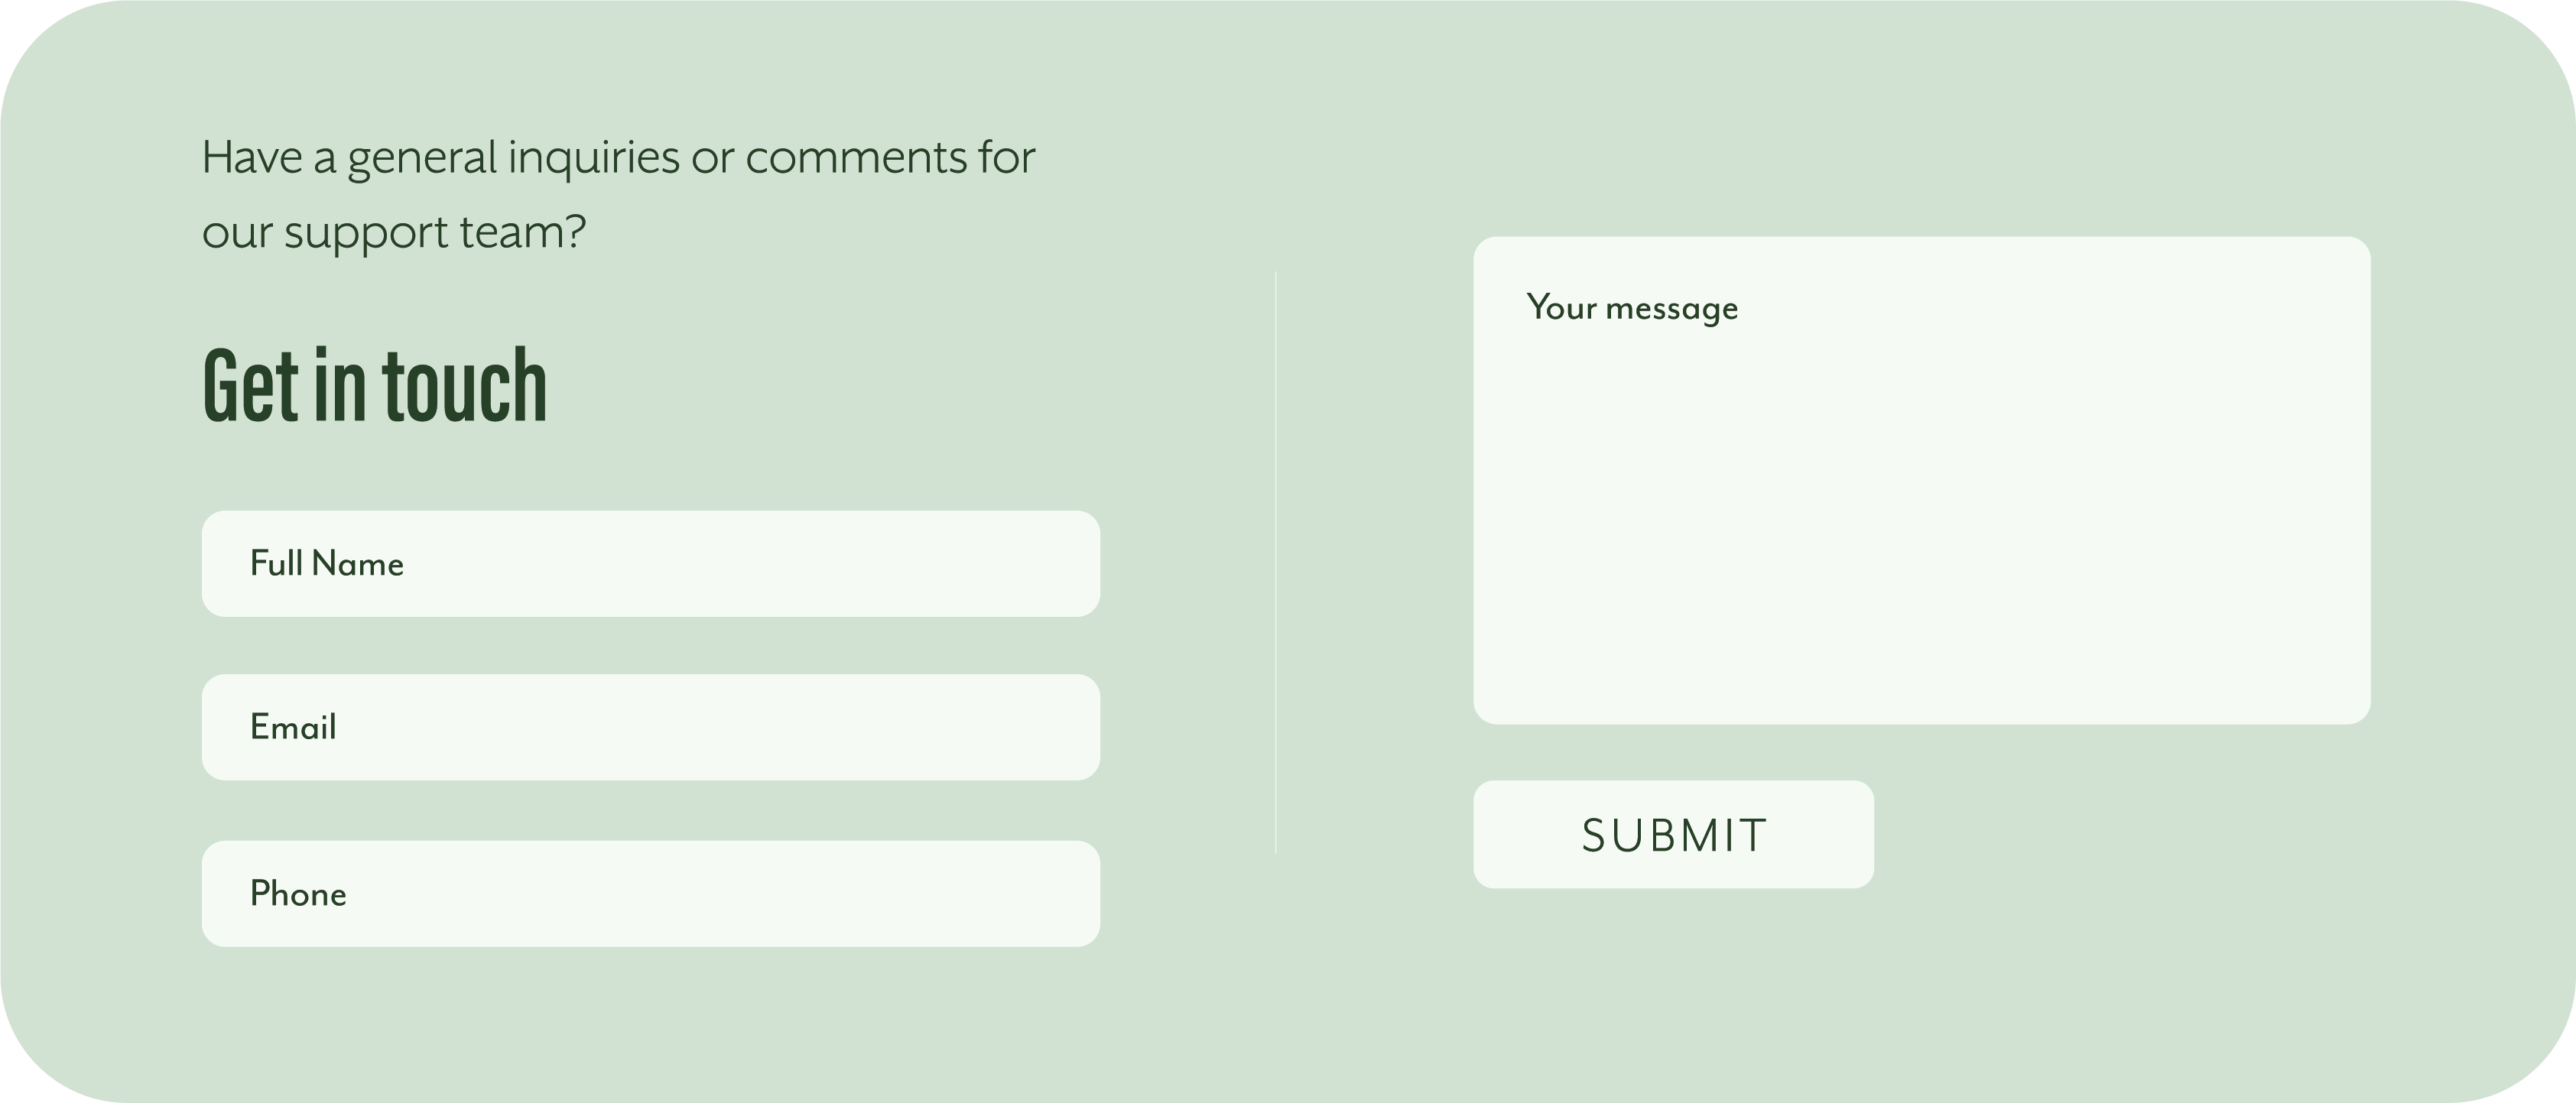 Have a general inquiries or comments for
our support team?
Get in touch
Full Name
Email
Phone
Your message
SUBMIT